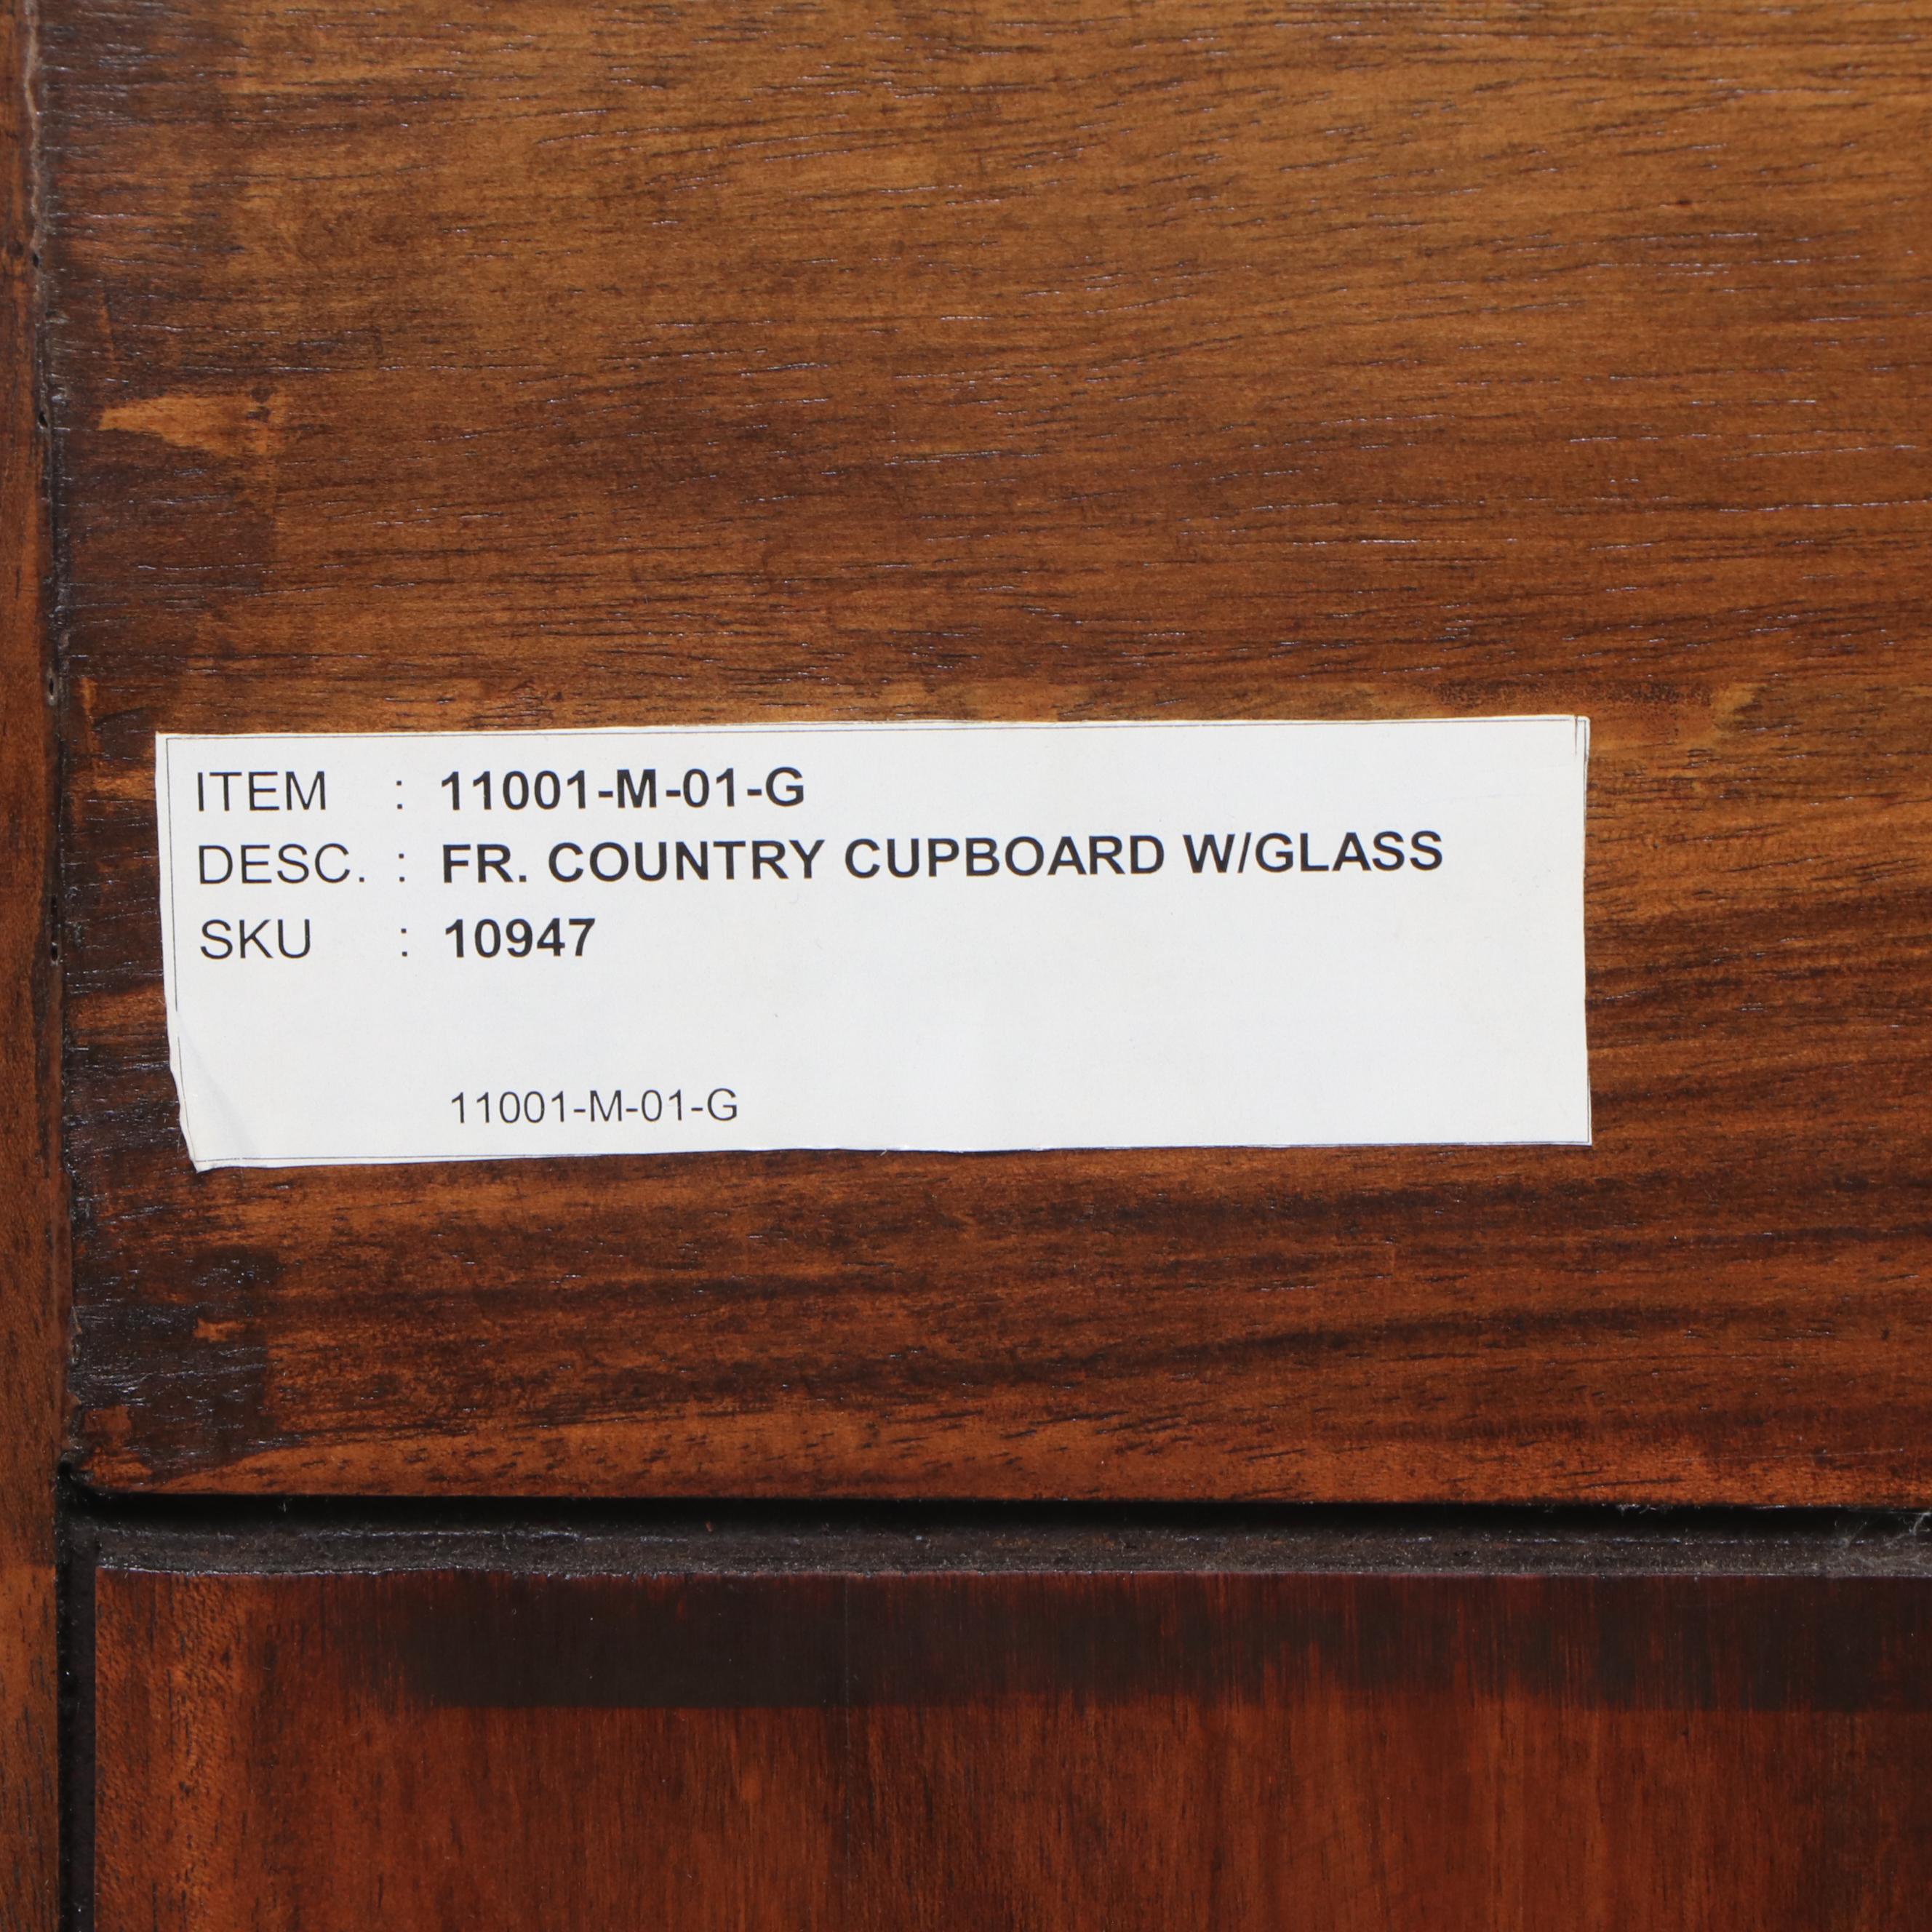 ITEM : 11001-M-01-G
DESC. : FR. COUNTRY CUPBOARD W/GLASS
SKU : 10947
11001-M-01-G